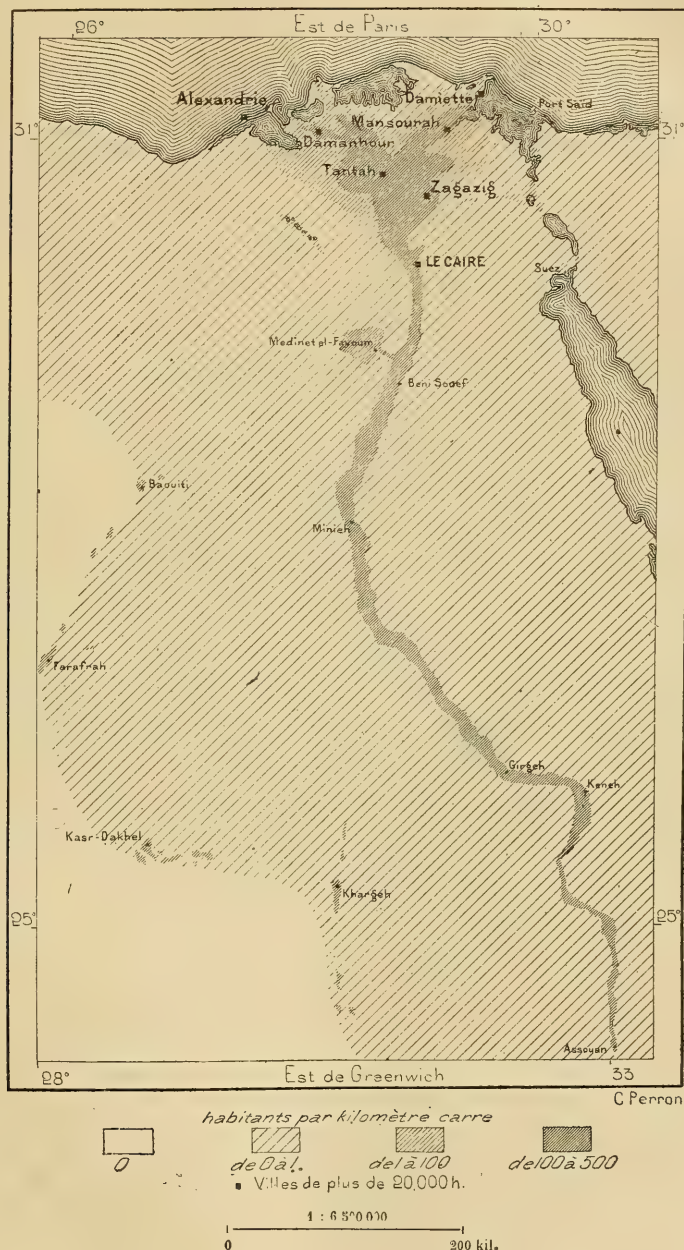 Est de Paris
26° 30°
Alexandrie
Damiette
Port Saïd
Mansourah
31° 31°
Damanhour
Tantah
Zagazig
LE CAIRE
Suez
Medinet el-Fayoum
Beni Souef
Baouiti
Minieh
Farafrah
Girgeh
Keneh
Kasr-Dakhel
Khargeh
25° 25°
Assouan
28° Est de Greenwich 33
C Perron
habitants par kilomètre carre
0 de 0 à 1. de 1 à 100 de 100 à 500
Villes de plus de 20,000 h.
1 : 6 500 000
0 200 kil.